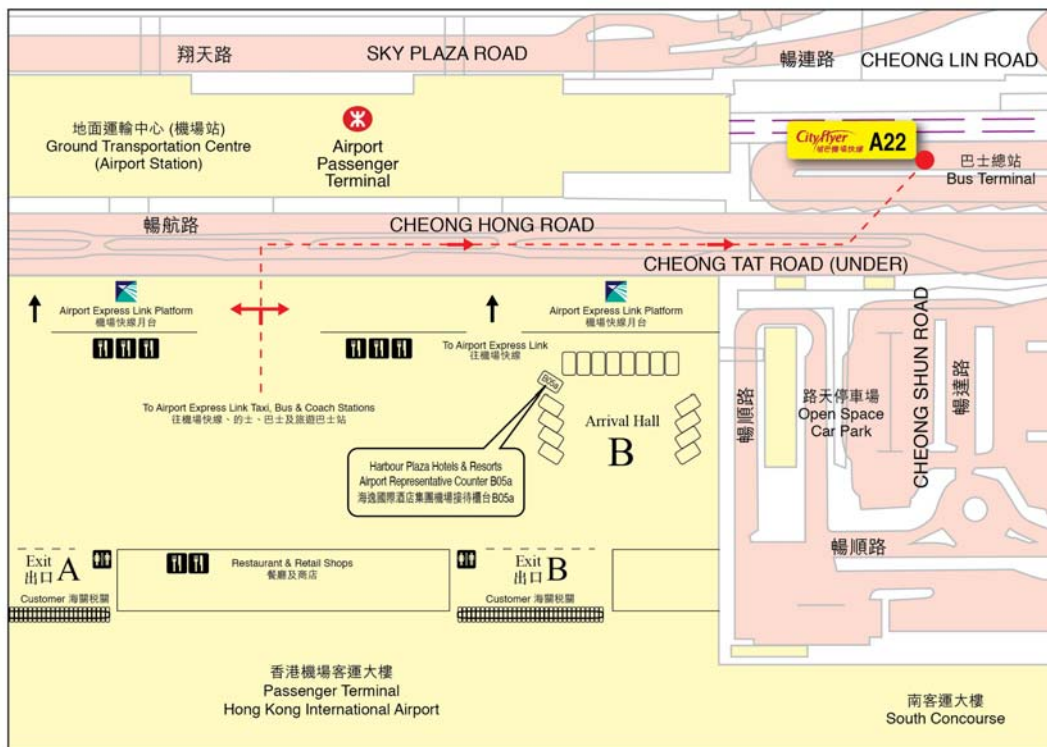 翔天路
SKY PLAZA ROAD
暢連路
CHEONG LIN ROAD
地面運輸中心 (機場站)
Ground Transportation Centre
(Airport Station)
Airport
Passenger
Terminal
Cityflyer
城巴機場快線
A22
巴士總站
Bus Terminal
暢航路
CHEONG HONG ROAD
CHEONG TAT ROAD (UNDER)
Airport Express Link Platform
機場快線月台
Airport Express Link Platform
機場快線月台
To Airport Express Link
往機場快線
B05a
To Airport Express Link Taxi, Bus & Coach Stations
往機場快線、的士、巴士及旅遊巴士站
Arrival Hall
B
Harbour Plaza Hotels & Resorts
Airport Representative Counter B05a
海逸國際酒店集團機場接待櫃台B05a
暢順路
路天停車場
Open Space
Car Park
CHEONG SHUN ROAD
暢達路
暢順路
Exit
出口
A
Customer 海關税關
Restaurant & Retail Shops
餐廳及商店
Exit
出口
B
Customer 海關税關
香港機場客運大樓
Passenger Terminal
Hong Kong International Airport
南客運大樓
South Concourse